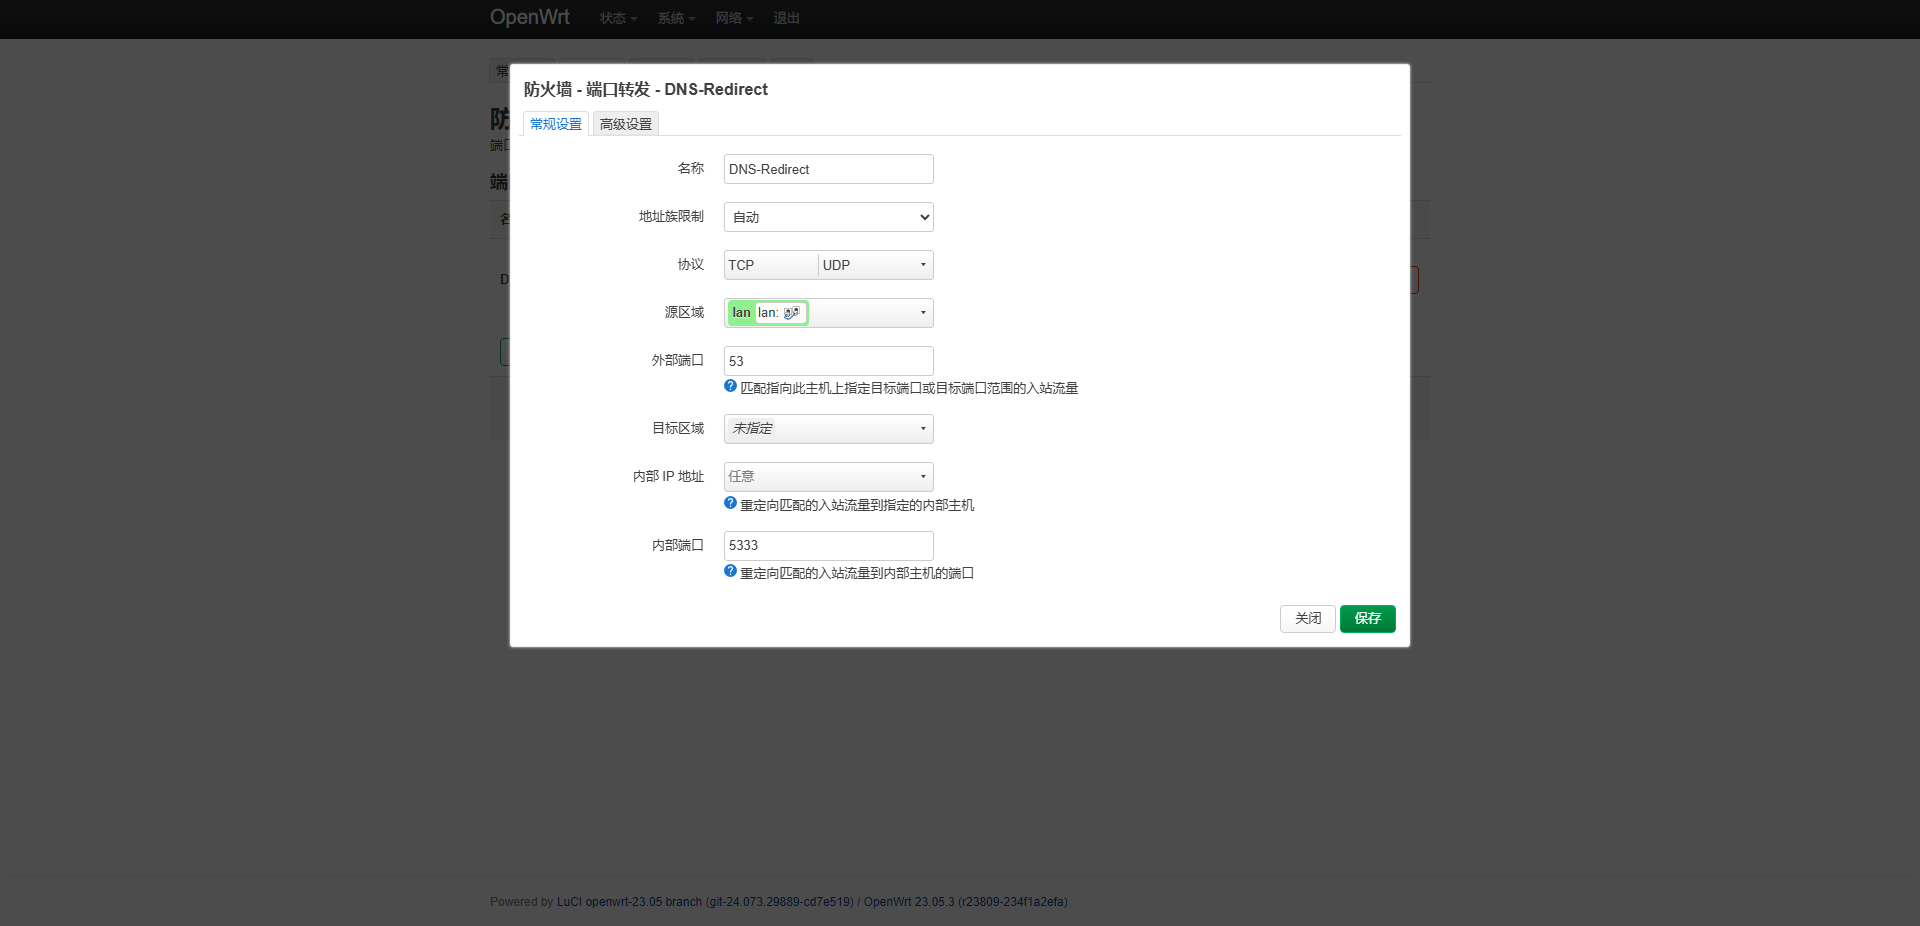 OpenWrt 状态 系统 网络 退出
常
防火墙 - 端口转发 - DNS-Redirect
常规设置 高级设置
防
端口
端
名
D
名称 DNS-Redirect
地址族限制 自动
协议 TCP UDP
源区域 lan lan:
外部端口 53
匹配指向此主机上指定目标端口或目标端口范围的入站流量
目标区域 未指定
内部 IP 地址 任意
重定向匹配的入站流量到指定的内部主机
内部端口 5333
重定向匹配的入站流量到内部主机的端口
关闭 保存
Powered by LuCI openwrt-23.05 branch (git-24.073.29889-cd7e519) / OpenWrt 23.05.3 (r23809-234f1a2efa)